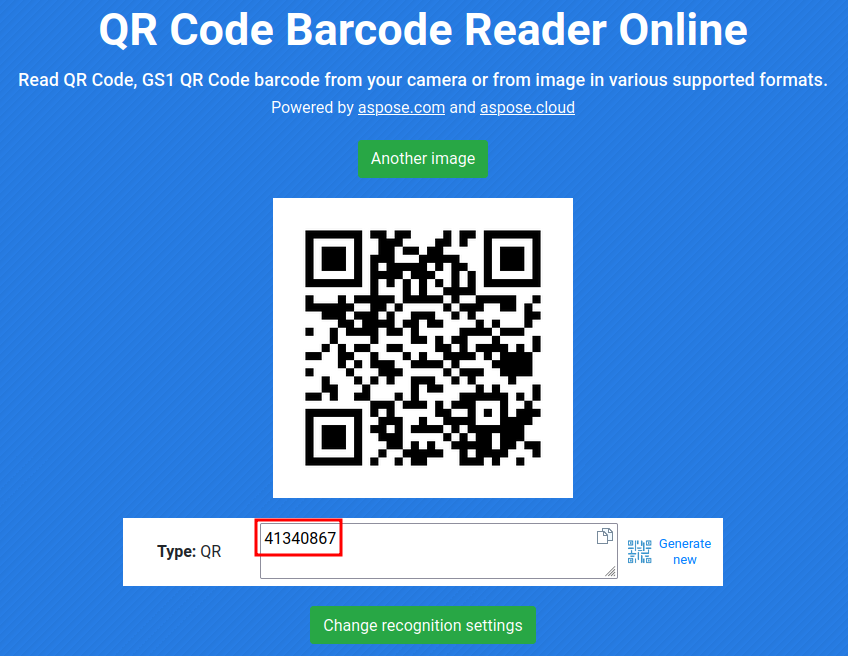 QR Code Barcode Reader Online
Read QR Code, GS1 QR Code barcode from your camera or from image in various supported formats.
Powered by aspose.com and aspose.cloud
Another image
Type: QR
41340867
Generate
new
Change recognition settings